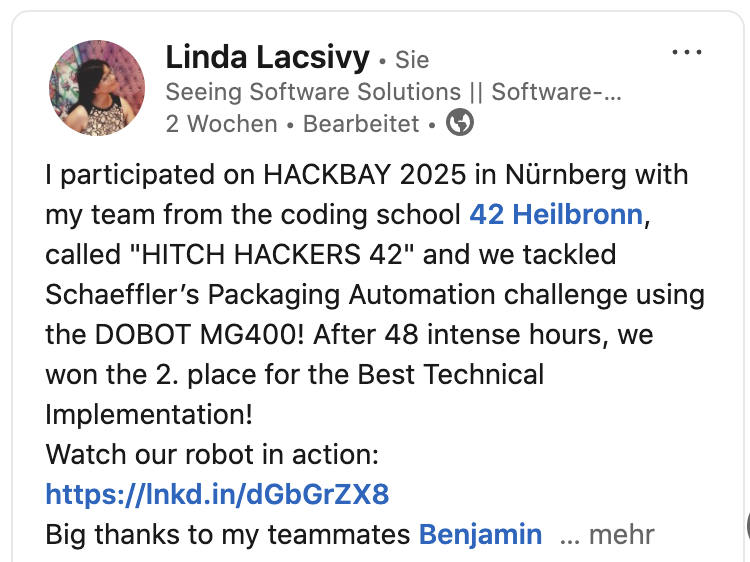 Linda Lacsivy • Sie
Seeing Software Solutions || Software-...
2 Wochen • Bearbeitet •
I participated on HACKBAY 2025 in Nürnberg with
my team from the coding school 42 Heilbronn,
called "HITCH HACKERS 42" and we tackled
Schaeffler’s Packaging Automation challenge using
the DOBOT MG400! After 48 intense hours, we
won the 2. place for the Best Technical
Implementation!
Watch our robot in action:
https://lnkd.in/dGbGrZX8
Big thanks to my teammates Benjamin ... mehr